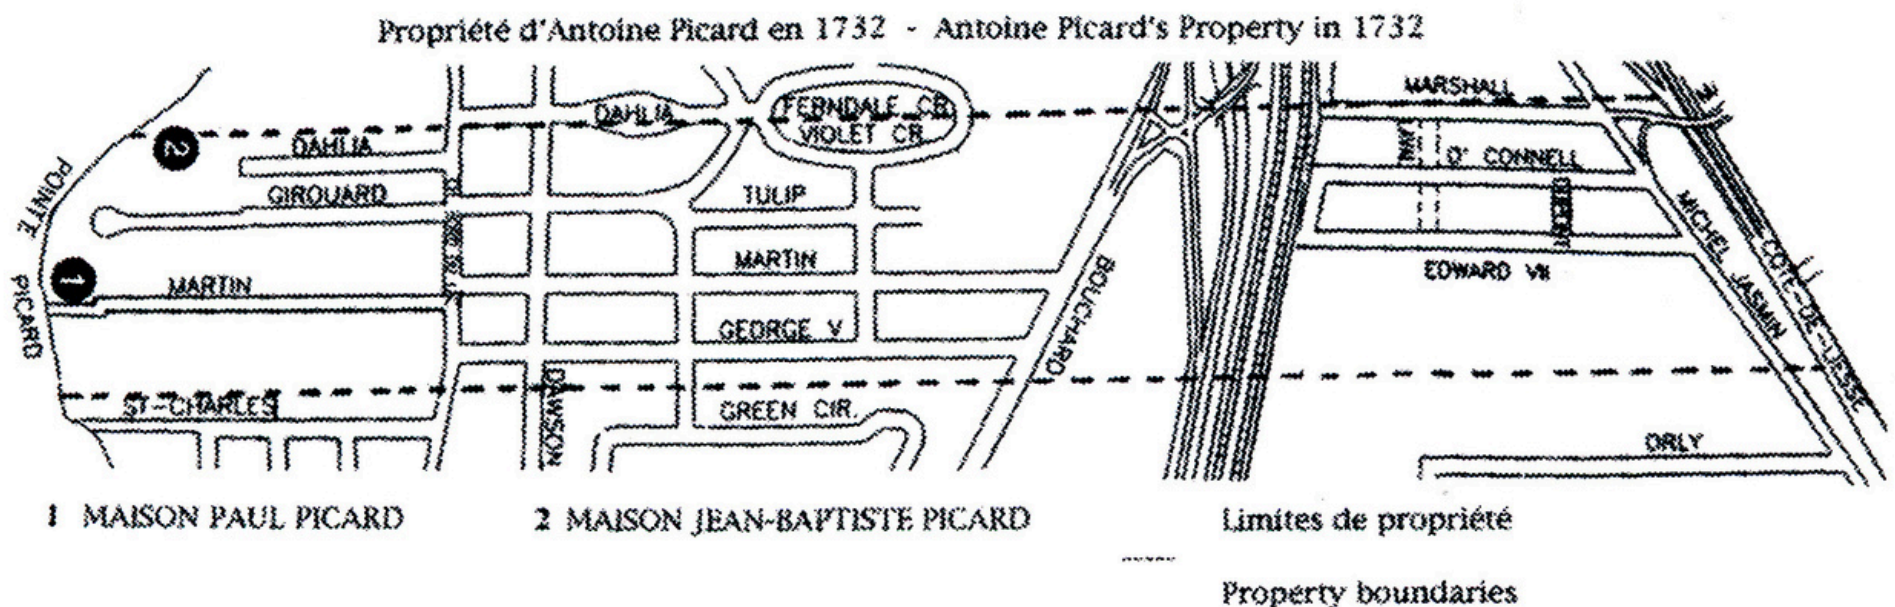 Propriété d'Antoine Picard en 1732 - Antoine Picard's Property in 1732
MARSHALL
DAHLIA
FERNDALE CR.
VIOLET CR.
2
DAHLIA
O'CONNELL
POINTE PICARD
GIROUARD
TULIP
MICHEL JASMIN
COTE-DE-LIESSE
1
MARTIN
MARTIN
BOUCHARD
EDWARD VII
GEORGE V
DAWSON
ST-CHARLES
GREEN CIR.
ORLY
1 MAISON PAUL PICARD
2 MAISON JEAN-BAPTISTE PICARD
Limites de propriété
Property boundaries